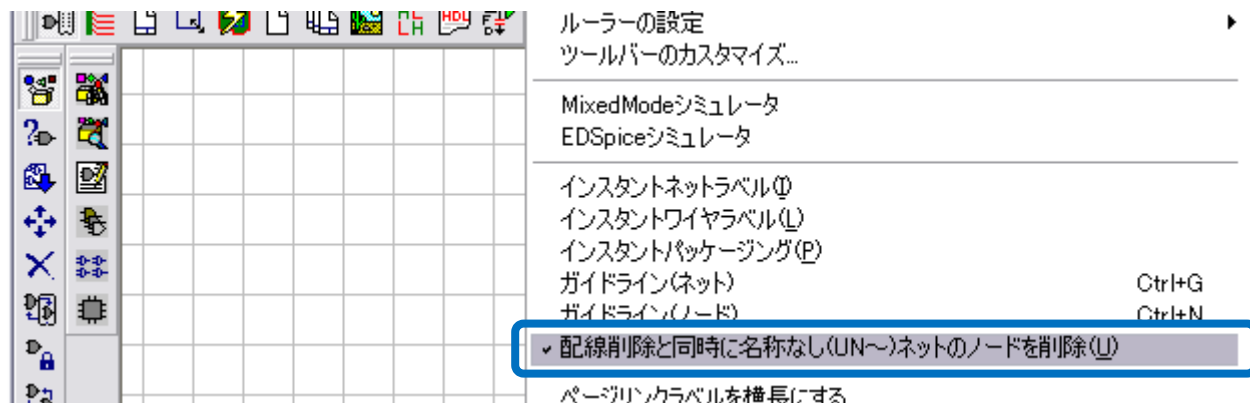 HDL
ルーラーの設定
ツールバーのカスタマイズ...
MixedModeシミュレータ
EDSpiceシミュレータ
インスタントネットラベル(I)
インスタントワイヤラベル(L)
インスタントパッケージング(P)
ガイドライン(ネット) Ctrl+G
ガイドライン(ノード) Ctrl+N
配線削除と同時に名称なし(UN～)ネットのノードを削除(U)
ページリンクラベルを横長にする